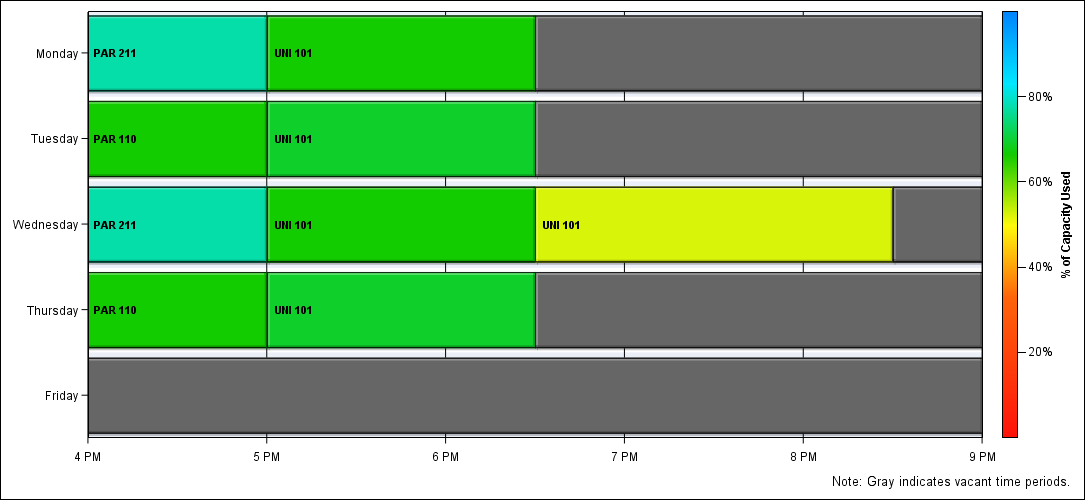 Monday
PAR 211
UNI 101
Tuesday
PAR 110
UNI 101
Wednesday
PAR 211
UNI 101
UNI 101
Thursday
PAR 110
UNI 101
Friday
4 PM
5 PM
6 PM
7 PM
8 PM
9 PM
80%
60%
40%
20%
% of Capacity Used
Note: Gray indicates vacant time periods.